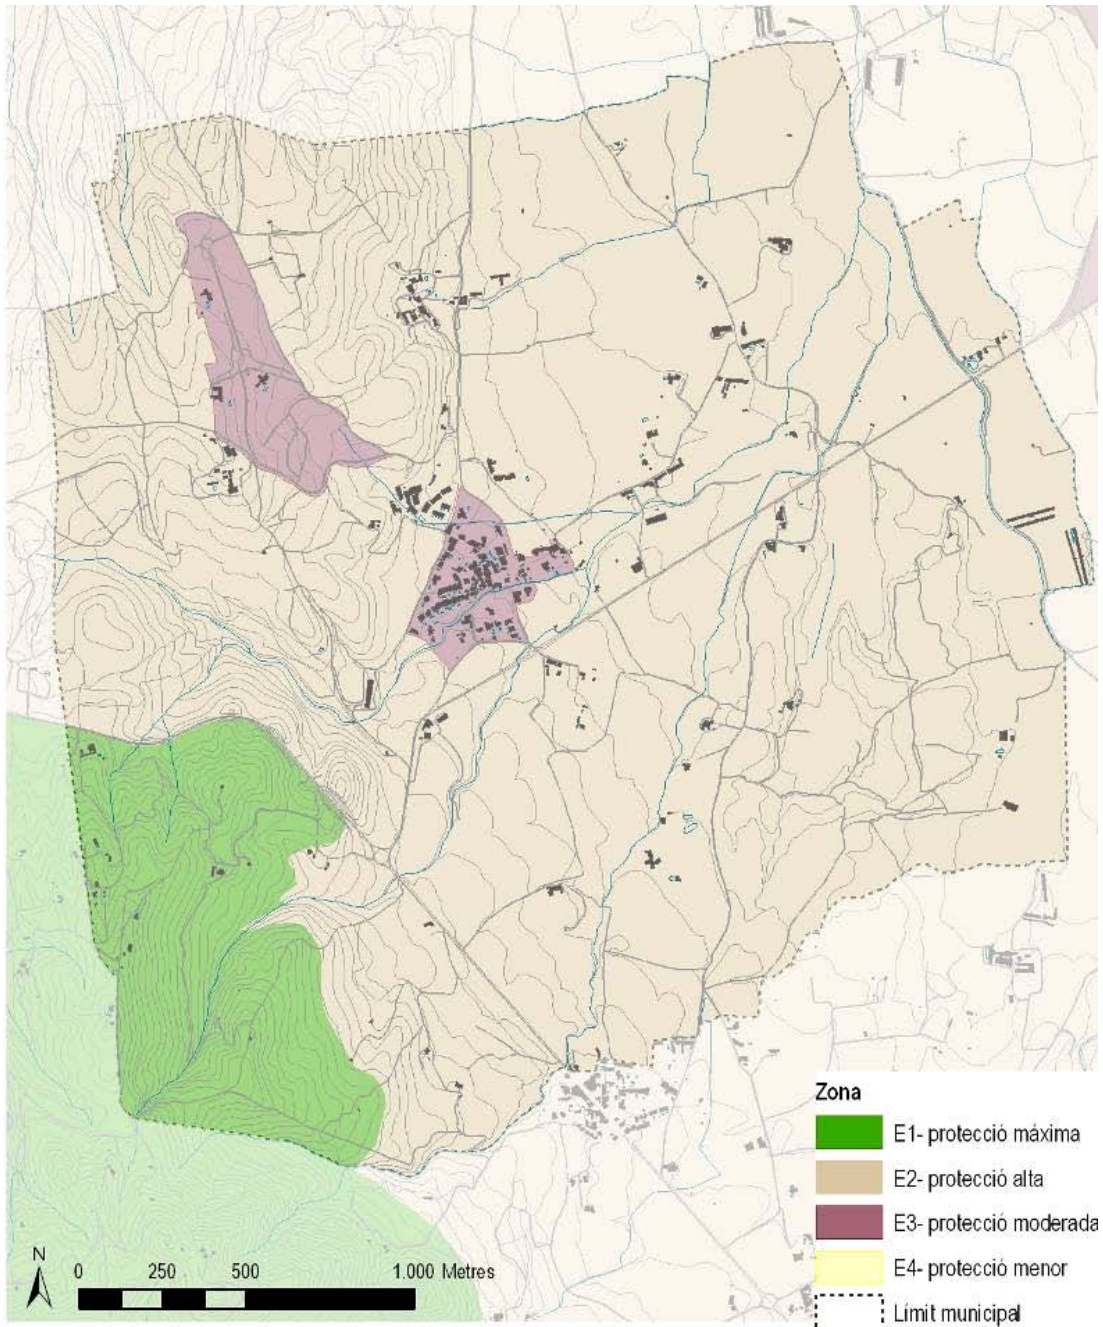 Zona
E1- protecció máxima
E2- protecció alta
E3- protecció moderada
E4- protecció menor
Límit municipal
N
0 250 500 1.000 Metres